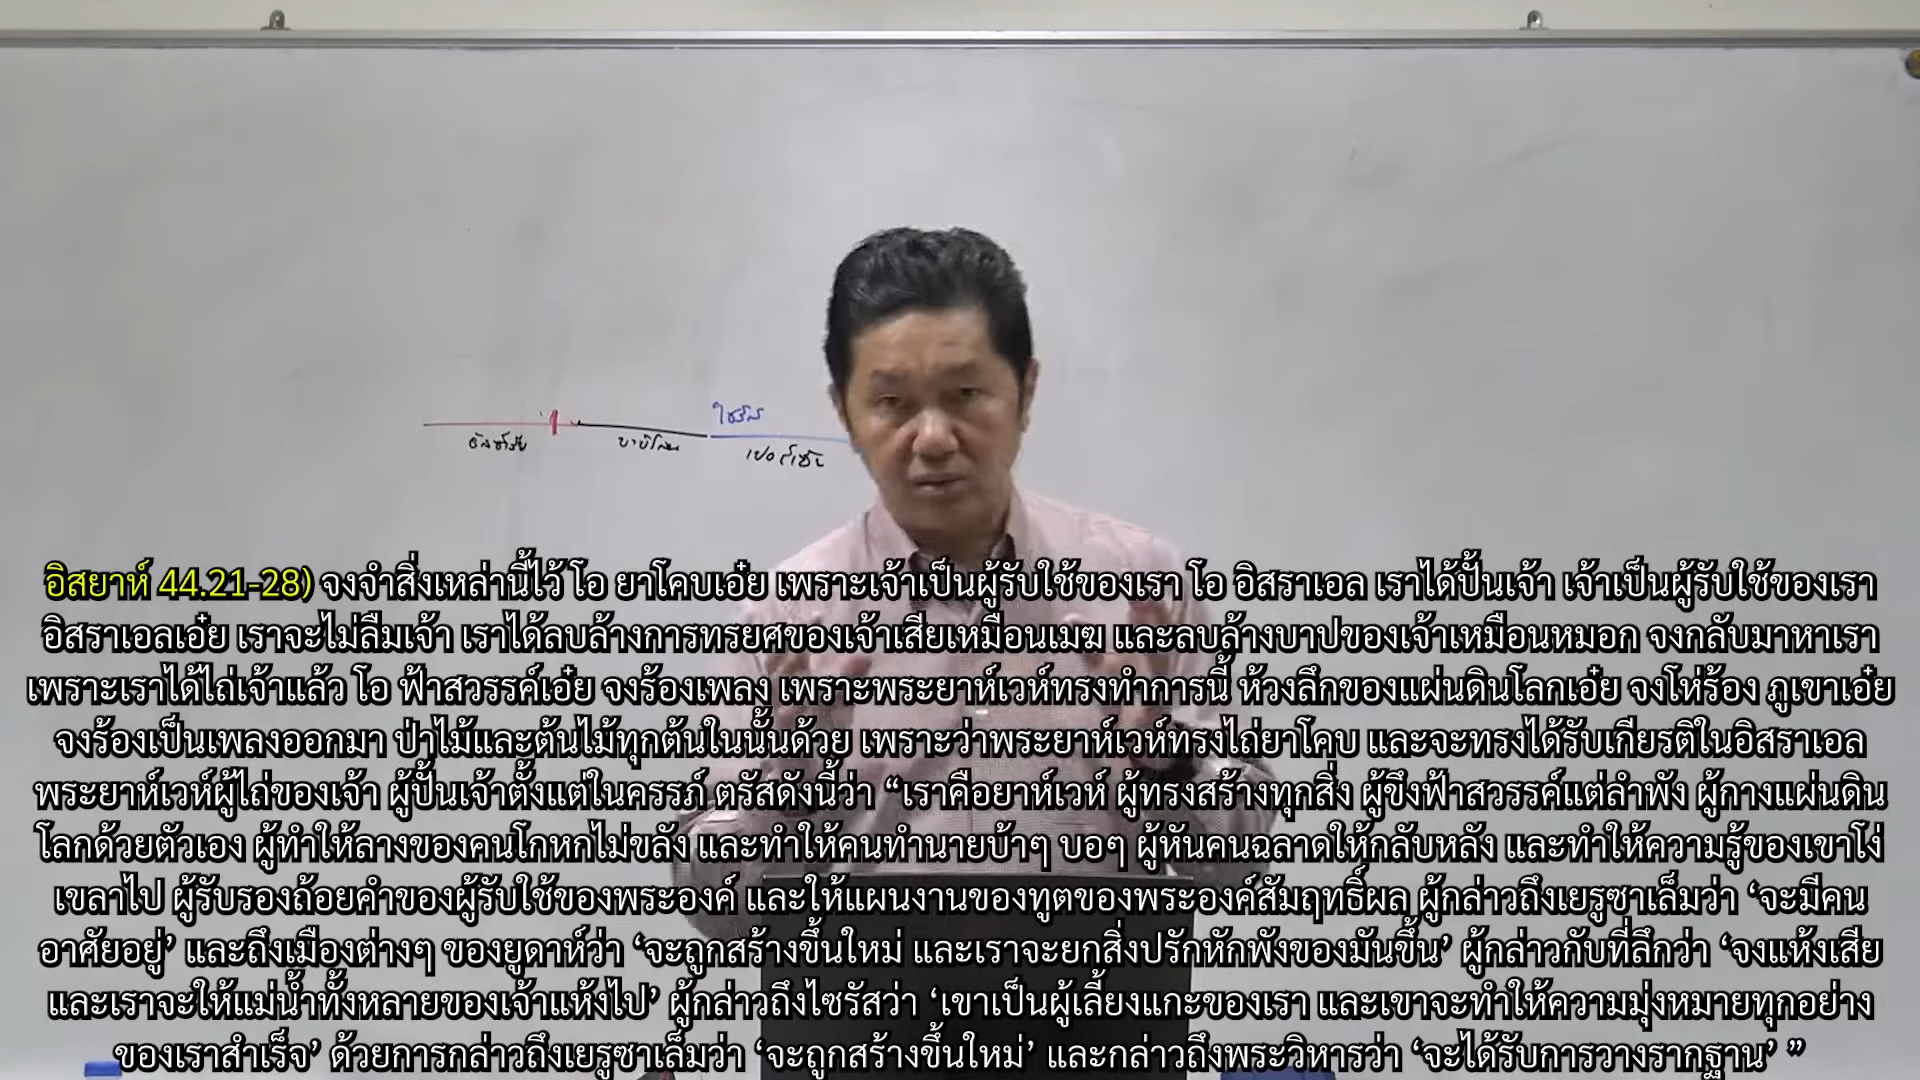 ไซรัส
อัสซีเรีย
บาบิโลน
เปอร์เซีย
อิสยาห์ 44.21-28) จงจำสิ่งเหล่านี้ไว้ โอ ยาโคบเอ๋ย เพราะเจ้าเป็นผู้รับใช้ของเรา โอ อิสราเอล เราได้ปั้นเจ้า เจ้าเป็นผู้รับใช้ของเรา
อิสราเอลเอ๋ย เราจะไม่ลืมเจ้า เราได้ลบล้างการทรยศของเจ้าเสียเหมือนเมฆ และลบล้างบาปของเจ้าเหมือนหมอก จงกลับมาหาเรา
เพราะเราได้ไถ่เจ้าแล้ว โอ ฟ้าสวรรค์เอ๋ย จงร้องเพลง เพราะพระยาห์เวห์ทรงทำการนี้ ห้วงลึกของแผ่นดินโลกเอ๋ย จงโห่ร้อง ภูเขาเอ๋ย
จงร้องเป็นเพลงออกมา ป่าไม้และต้นไม้ทุกต้นในนั้นด้วย เพราะว่าพระยาห์เวห์ทรงไถ่ยาโคบ และจะทรงได้รับเกียรติในอิสราเอล
พระยาห์เวห์ผู้ไถ่ของเจ้า ผู้ปั้นเจ้าตั้งแต่ในครรภ์ ตรัสดังนี้ว่า “เราคือยาห์เวห์ ผู้ทรงสร้างทุกสิ่ง ผู้ขึงฟ้าสวรรค์แต่ลำพัง ผู้กางแผ่นดิน
โลกด้วยตัวเอง ผู้ทำให้ลางของคนโกหกไม่ขลัง และทำให้คนทำนายบ้าๆ บอๆ ผู้หันคนฉลาดให้กลับหลัง และทำให้ความรู้ของเขาโง่
เขลาไป ผู้รับรองถ้อยคำของผู้รับใช้ของพระองค์ และให้แผนงานของทูตของพระองค์สัมฤทธิ์ผล ผู้กล่าวถึงเยรูซาเล็มว่า ‘จะมีคน
อาศัยอยู่’ และถึงเมืองต่างๆ ของยูดาห์ว่า ‘จะถูกสร้างขึ้นใหม่ และเราจะยกสิ่งปรักหักพังของมันขึ้น’ ผู้กล่าวกับที่ลึกว่า ‘จงแห้งเสีย
และเราจะให้แม่น้ำทั้งหลายของเจ้าแห้งไป’ ผู้กล่าวถึงไซรัสว่า ‘เขาเป็นผู้เลี้ยงแกะของเรา และเขาจะทำให้ความมุ่งหมายทุกอย่าง
ของเราสำเร็จ’ ด้วยการกล่าวถึงเยรูซาเล็มว่า ‘จะถูกสร้างขึ้นใหม่’ และกล่าวถึงพระวิหารว่า ‘จะได้รับการวางรากฐาน’ ”